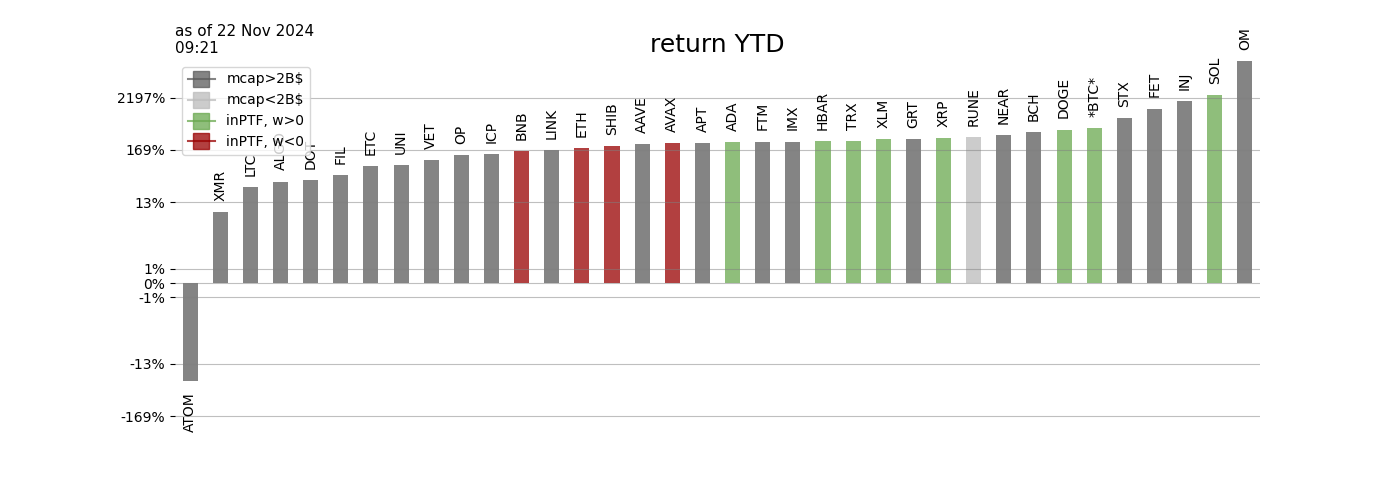 as of 22 Nov 2024
09:21
return YTD
mcap>2B$
mcap<2B$
inPTF, w>0
inPTF, w<0
2197%
169%
13%
1%
0%
-1%
-13%
-169%
ATOM
XMR
LTC
ALGO
DOT
FIL
ETC
UNI
VET
OP
ICP
BNB
LINK
ETH
SHIB
AAVE
AVAX
APT
ADA
FTM
IMX
HBAR
TRX
XLM
GRT
XRP
RUNE
NEAR
BCH
DOGE
*BTC*
STX
FET
INJ
SOL
OM